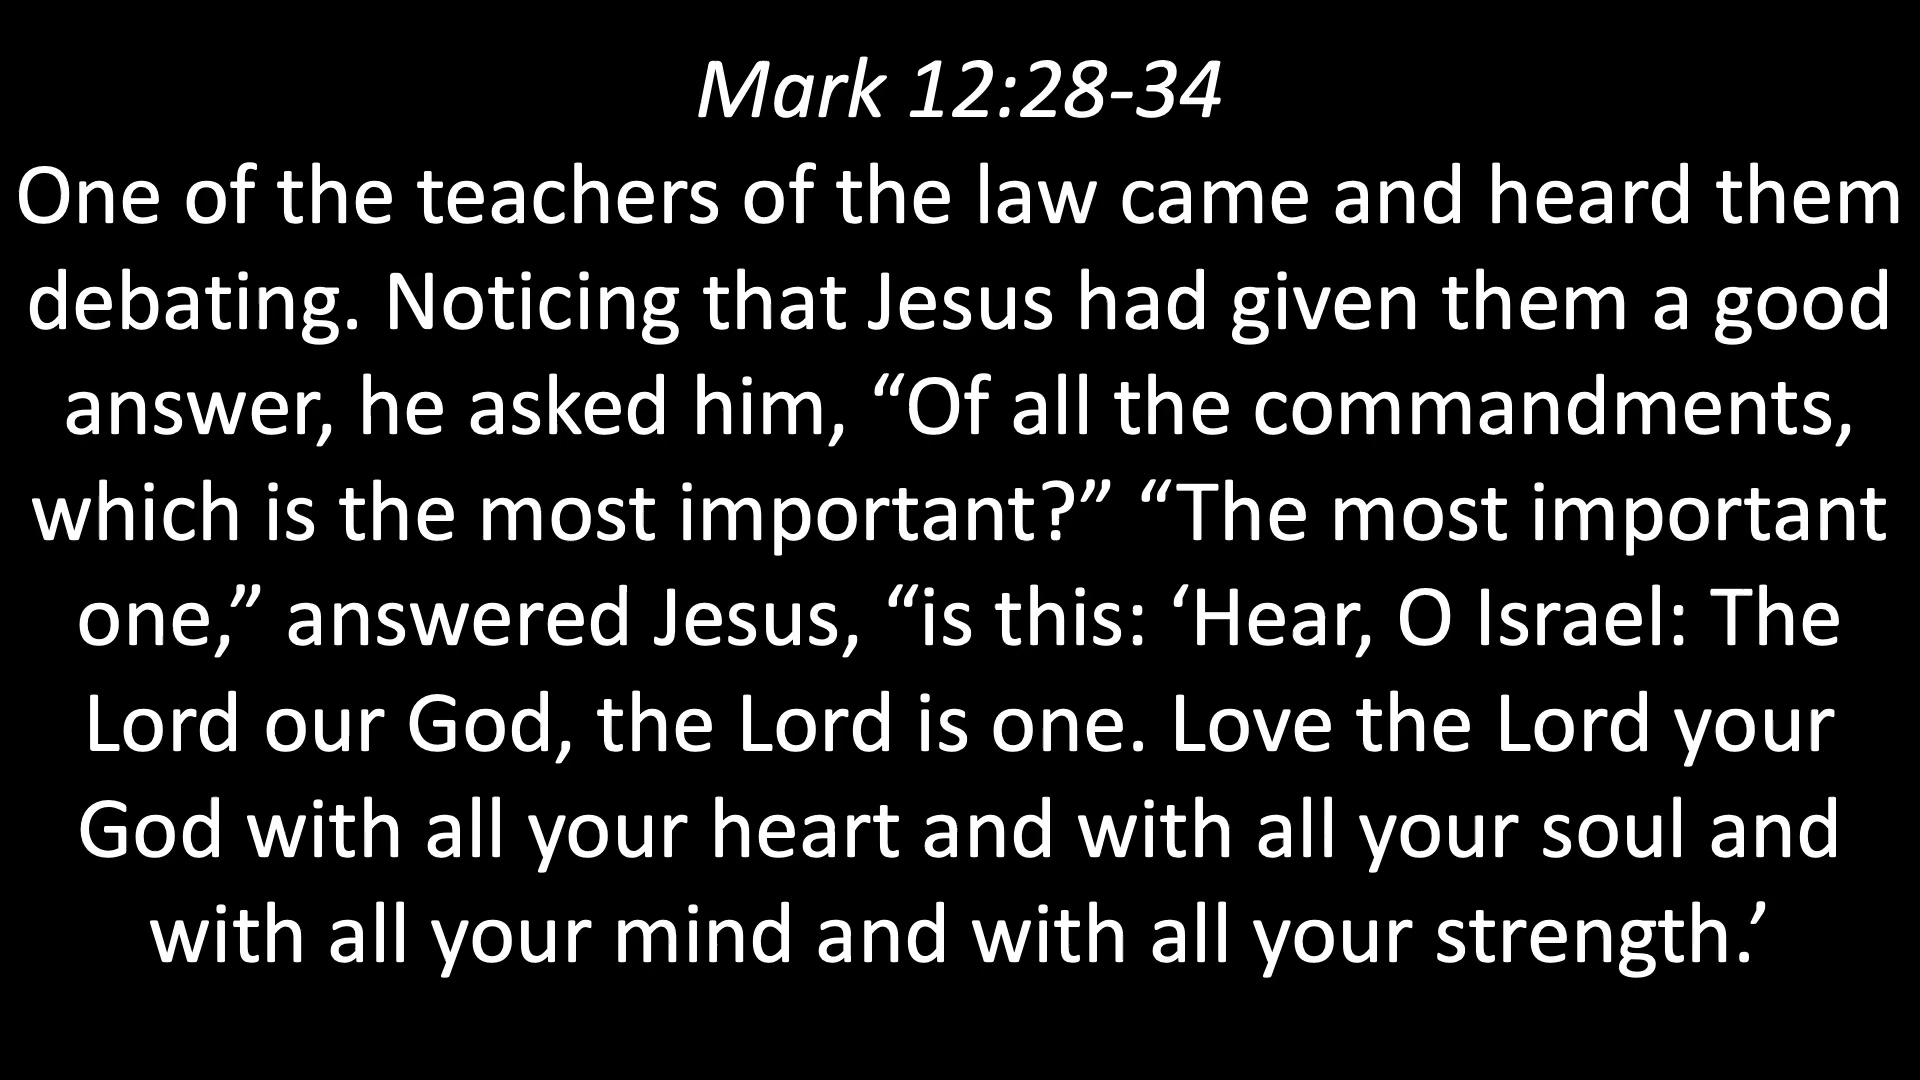 Mark 12:28-34
One of the teachers of the law came and heard them
debating. Noticing that Jesus had given them a good
answer, he asked him, “Of all the commandments,
which is the most important?” “The most important
one,” answered Jesus, “is this: ‘Hear, O Israel: The
Lord our God, the Lord is one. Love the Lord your
God with all your heart and with all your soul and
with all your mind and with all your strength.’